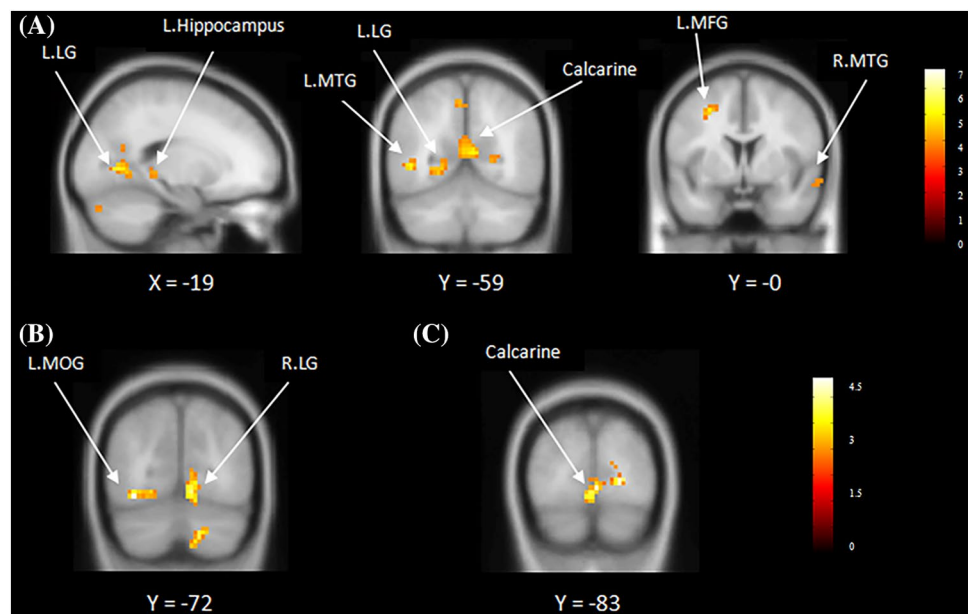 (A)
L.LG
L.Hippocampus
L.LG
L.MTG
Calcarine
L.MFG
R.MTG
7
6
5
4
3
2
1
0
X = -19
Y = -59
Y = -0
(B)
L.MOG
R.LG
(C)
Calcarine
4.5
3
1.5
0
Y = -72
Y = -83